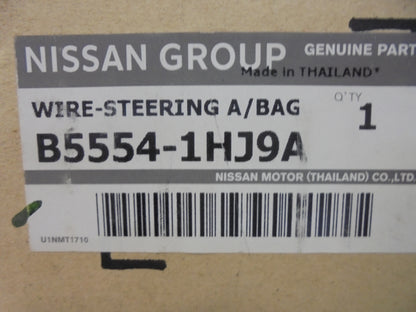 NISSAN GROUP GENUINE PART
Made in THAILAND*
WIRE-STEERING A/BAG Q'TY
B5554-1HJ9A 1
NISSAN MOTOR (THAILAND) CO.,LTD.
U1NMT1710